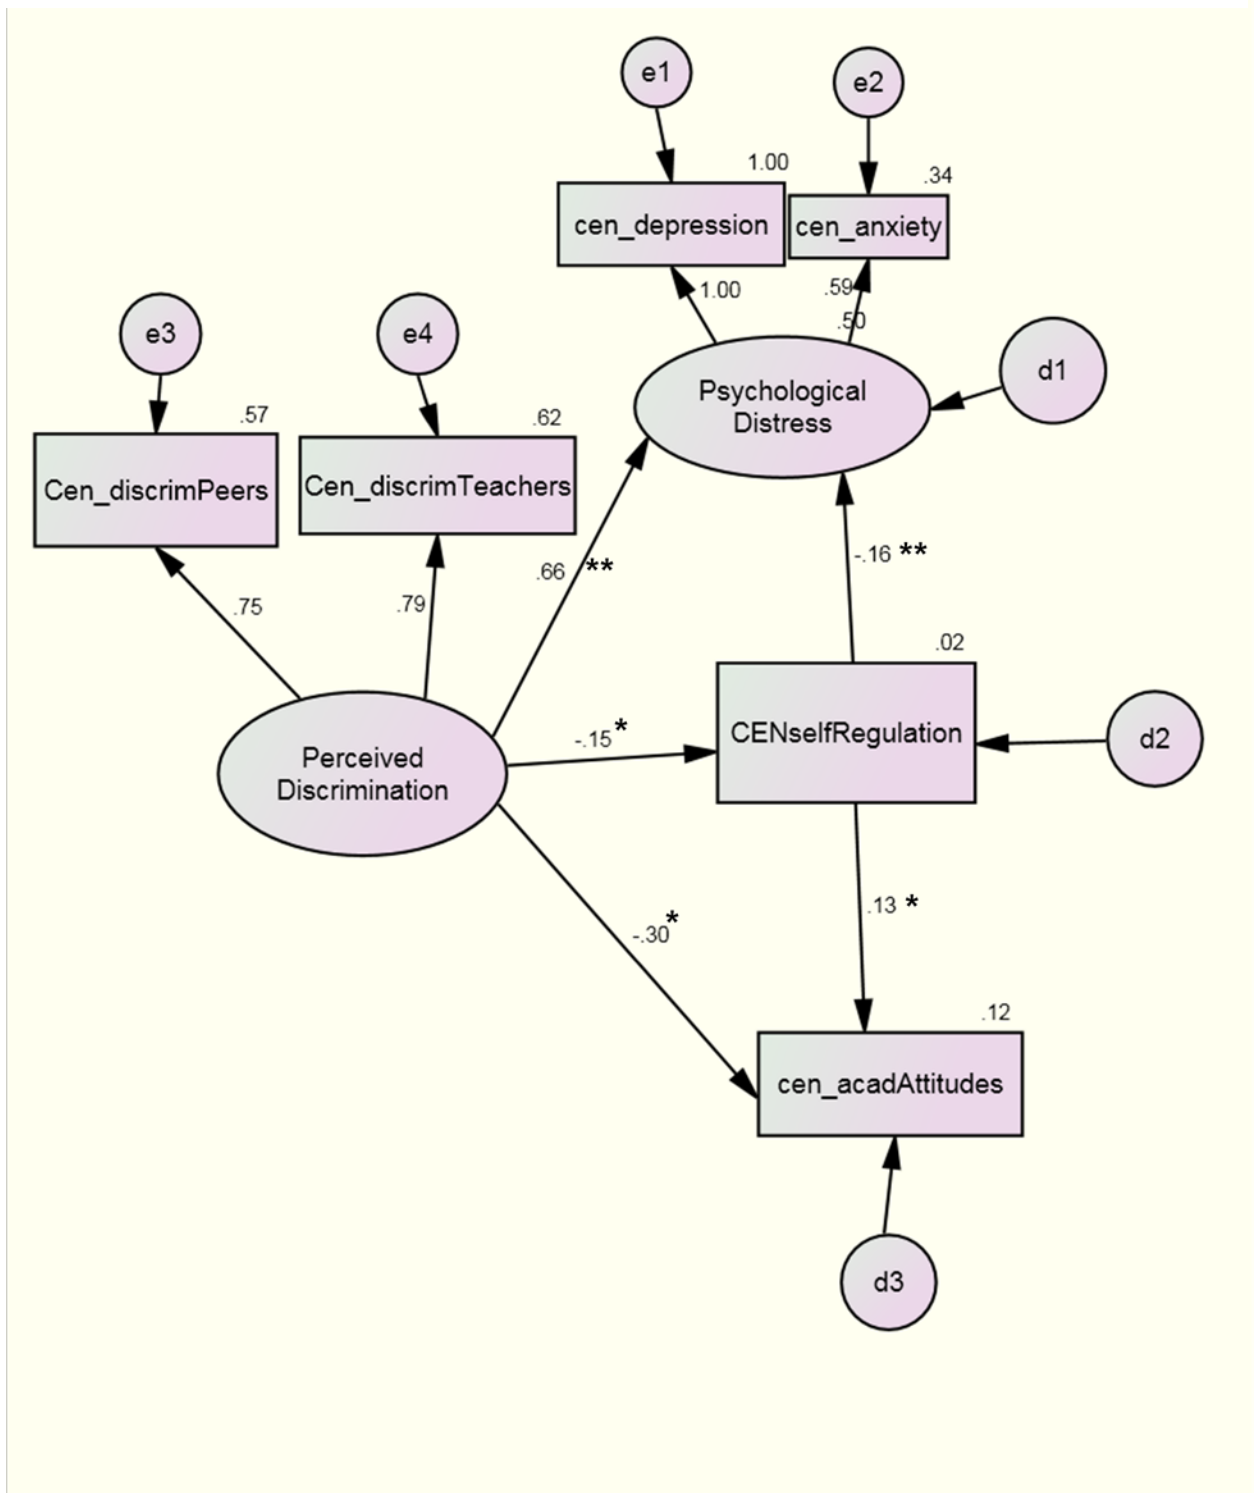 e1
e2
1.00
.34
cen_depression
cen_anxiety
1.00
.59
.50
e3
e4
d1
Psychological
Distress
.57
.62
Cen_discrimPeers
Cen_discrimTeachers
.75
.79
.66 **
-.16 **
.02
CENselfRegulation
d2
-.15*
Perceived
Discrimination
.13 *
-.30*
.12
cen_acadAttitudes
d3